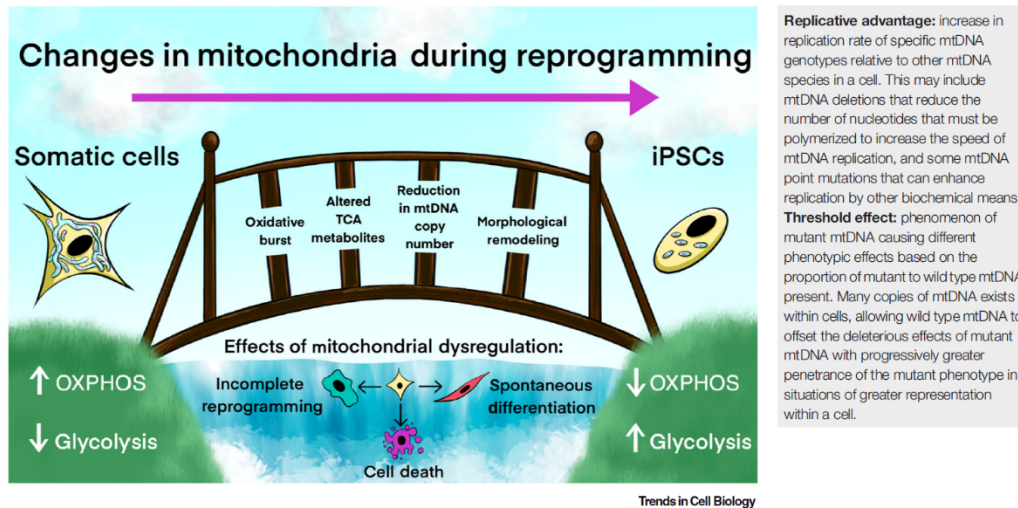 Changes in mitochondria during reprogramming
Somatic cells
iPSCs
Oxidative
burst
Altered
TCA
metabolites
Reduction
in mtDNA
copy
number
Morphological
remodeling
Effects of mitochondrial dysregulation:
↑ OXPHOS
↓ Glycolysis
Incomplete
reprogramming
Spontaneous
differentiation
Cell death
↓ OXPHOS
↑ Glycolysis
Trends in Cell Biology
Replicative advantage: increase in
replication rate of specific mtDNA
genotypes relative to other mtDNA
species in a cell. This may include
mtDNA deletions that reduce the
number of nucleotides that must be
polymerized to increase the speed of
mtDNA replication, and some mtDNA
point mutations that can enhance
replication by other biochemical means
Threshold effect: phenomenon of
mutant mtDNA causing different
phenotypic effects based on the
proportion of mutant to wild type mtDNA
present. Many copies of mtDNA exists
within cells, allowing wild type mtDNA to
offset the deleterious effects of mutant
mtDNA with progressively greater
penetrance of the mutant phenotype in
situations of greater representation
within a cell.